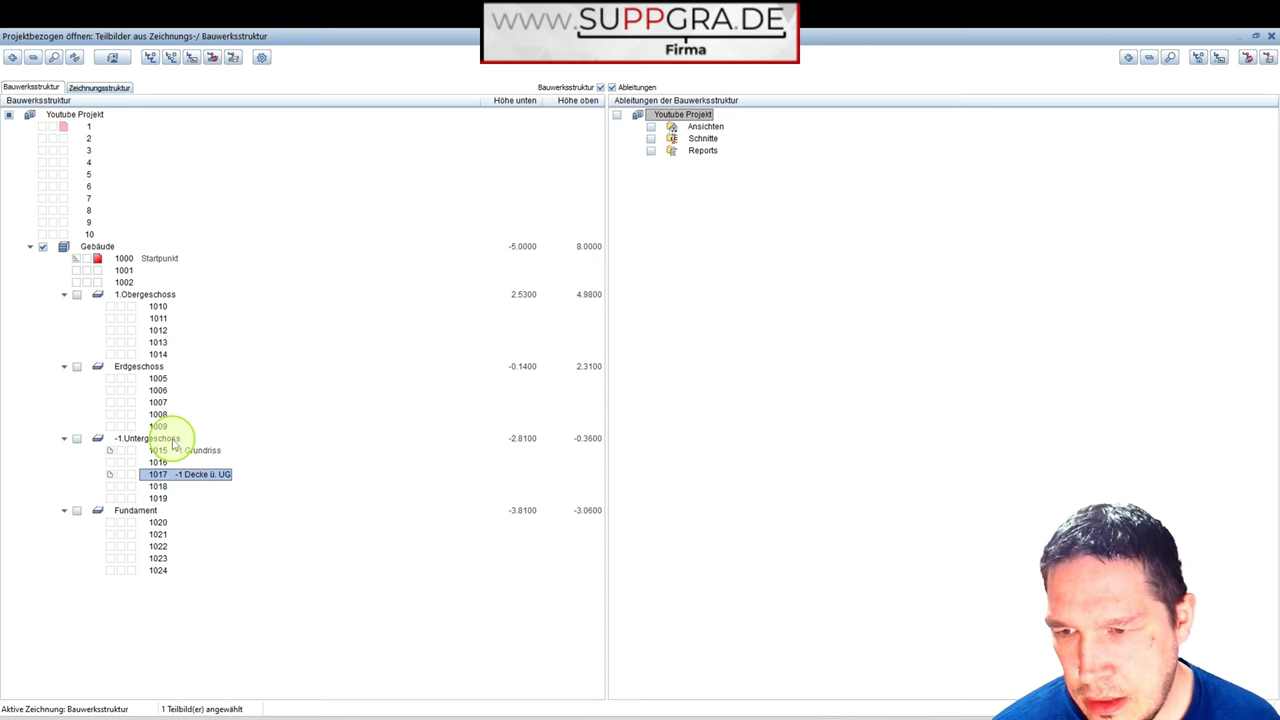 www.SUPPGRA.DE
Firma
Projektbezogen öffnen: Teilbilder aus Zeichnungs-/ Bauwerksstruktur
Bauwerksstruktur Zeichnungsstruktur Bauwerksstruktur Ableitungen
Bauwerksstruktur Höhe unten Höhe oben Ableitungen der Bauwerksstruktur
Youtube Projekt Youtube Projekt
1 Ansichten
2 Schnitte
3 Reports
4
5
6
7
8
9
10
Gebäude -5.0000 8.0000
1000 Startpunkt
1001
1002
1.Obergeschoss 2.5300 4.9800
1010
1011
1012
1013
1014
Erdgeschoss -0.1400 2.3100
1005
1006
1007
1008
1009
-1.Untergeschoss -2.8100 -0.3600
1015 -1 Grundriss
1016
1017 -1 Decke ü. UG
1018
1019
Fundament -3.8100 -3.0600
1020
1021
1022
1023
1024
Aktive Zeichnung: Bauwerksstruktur 1 Teilbild(er) angewählt